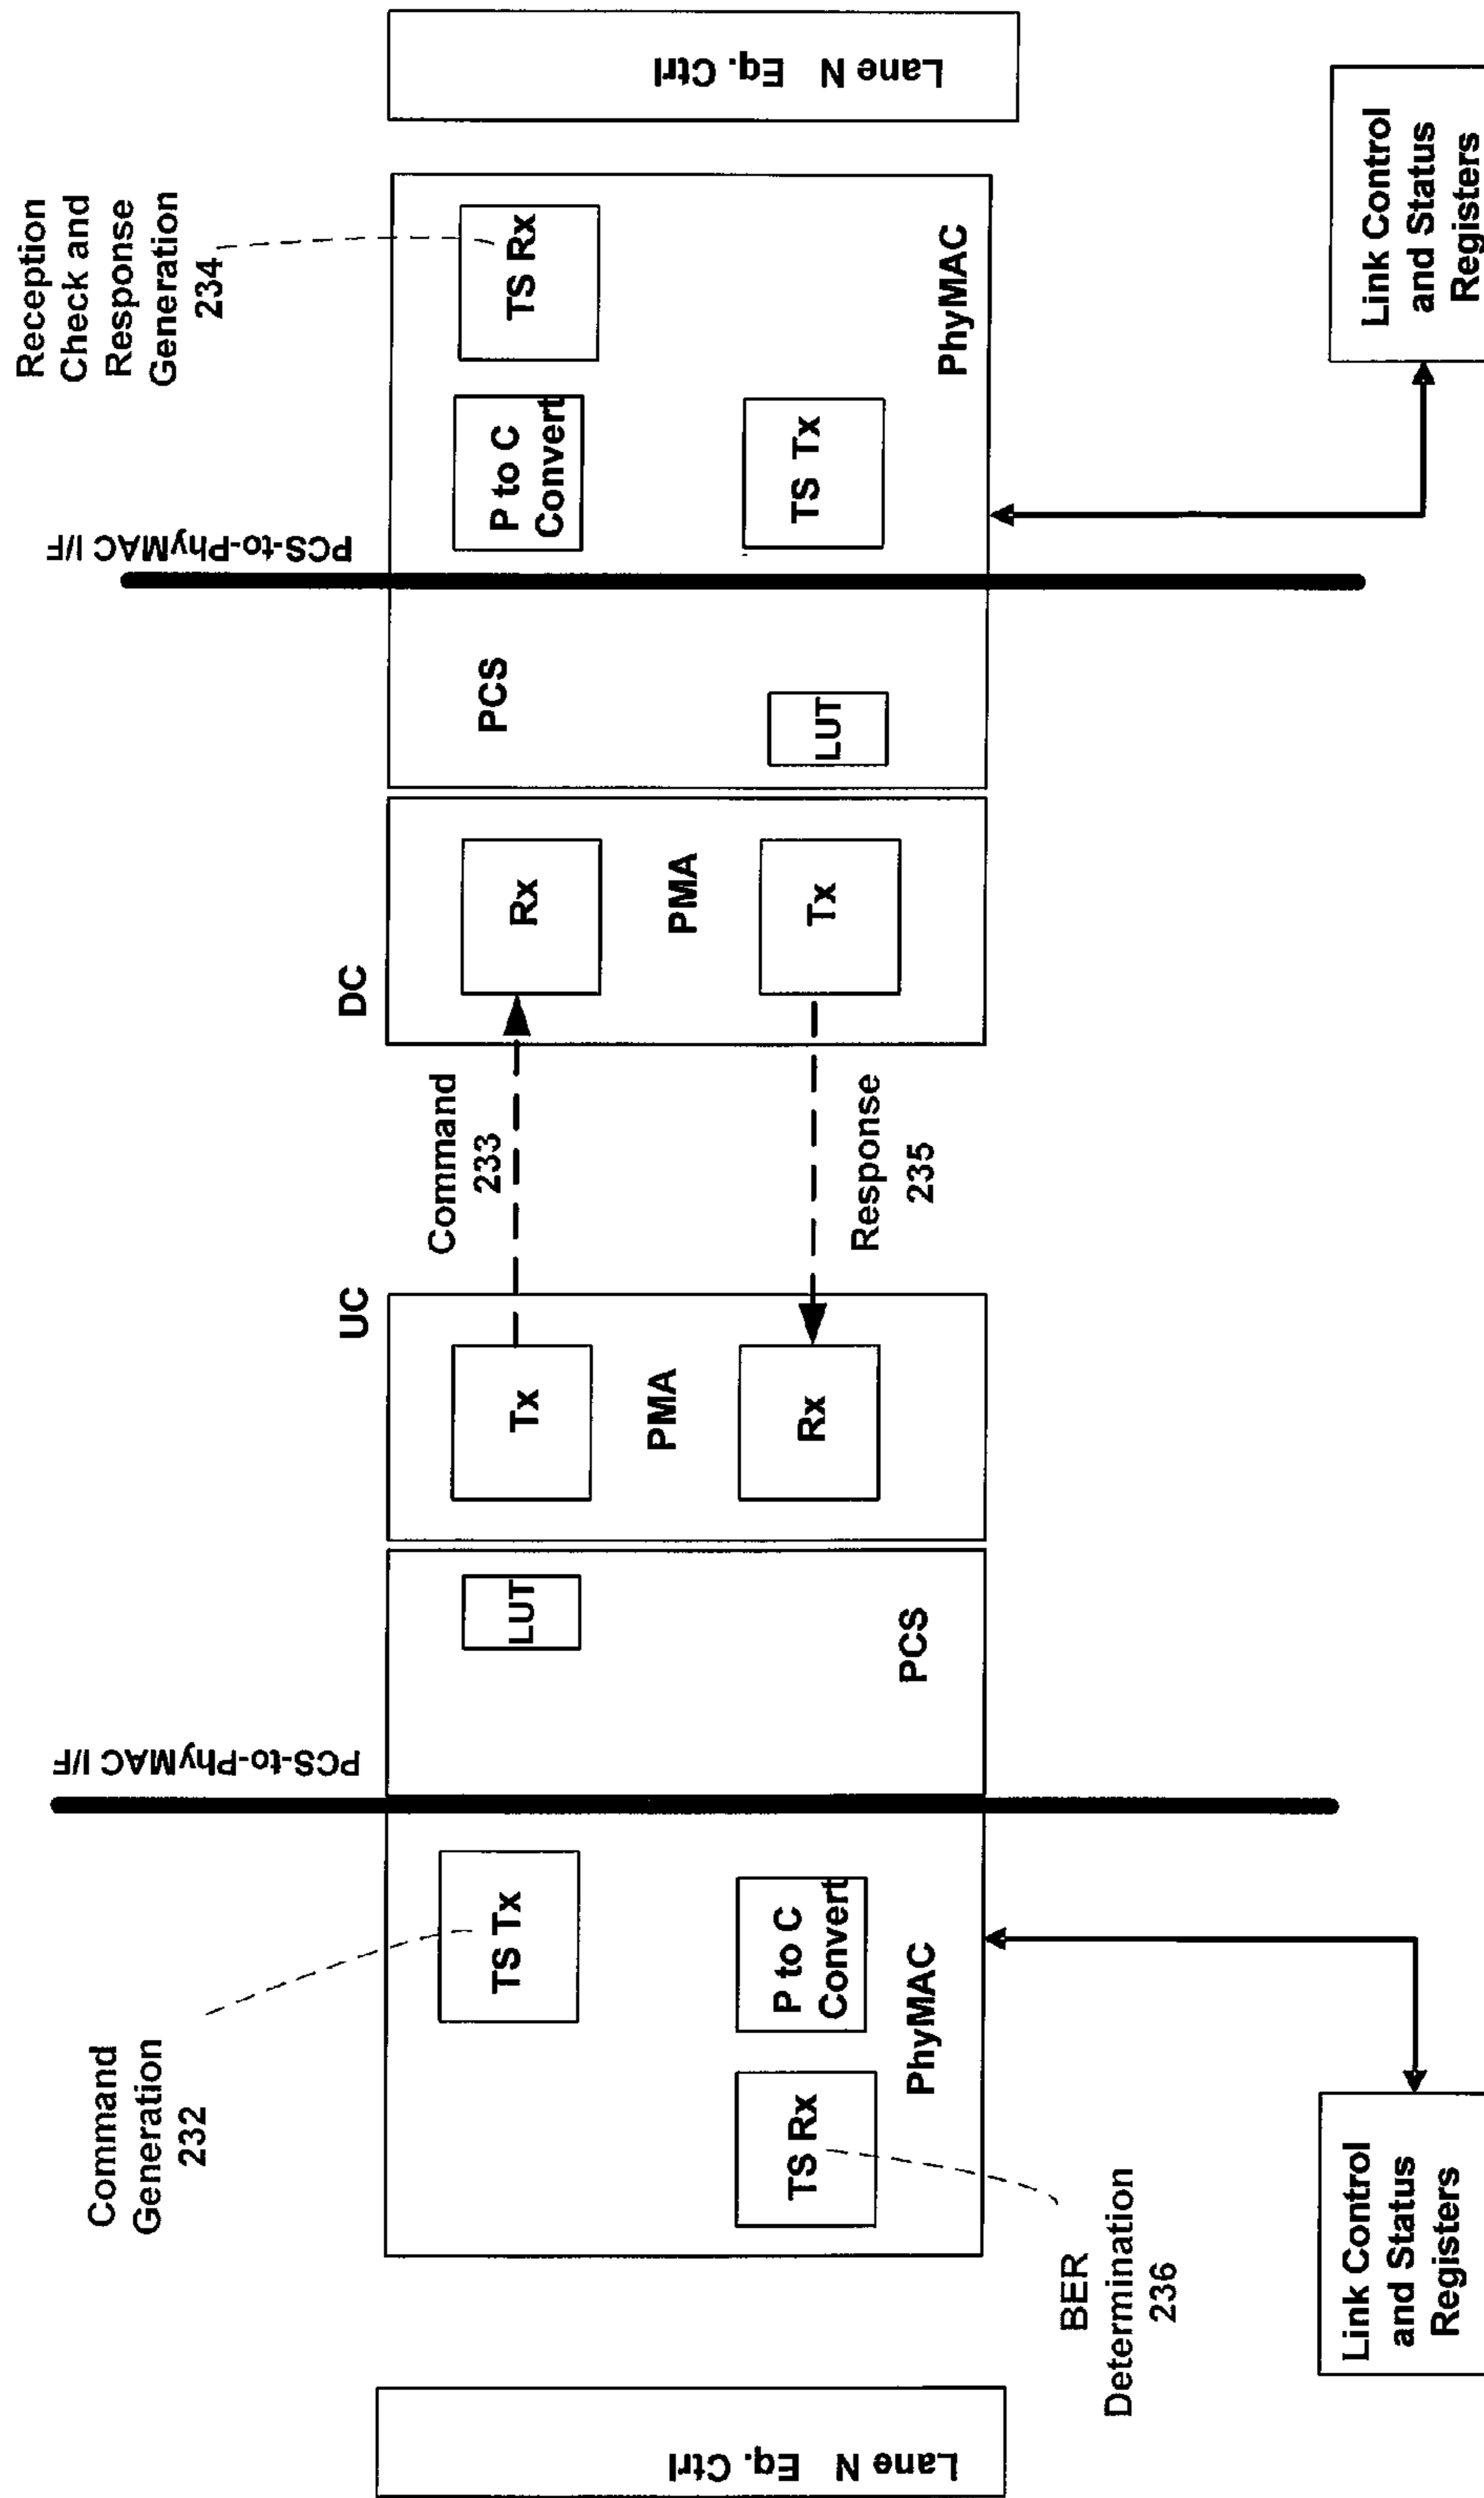 Command
Generation
232
PCS-to-PhyMAC I/F
UC
Command
233
DC
PCS-to-PhyMAC I/F
Reception
Check and
Response
Generation
234
Lane N  Eq. Ctrl
TS Tx
TS Rx
P to C
Convert
PhyMAC
LUT
PCS
Tx
PMA
Rx
Response
235
Rx
PMA
Tx
PCS
LUT
P to C
Convert
TS Rx
TS Tx
PhyMAC
Lane N  Eq. Ctrl
BER
Determination
236
Link Control
and Status
Registers
Link Control
and Status
Registers